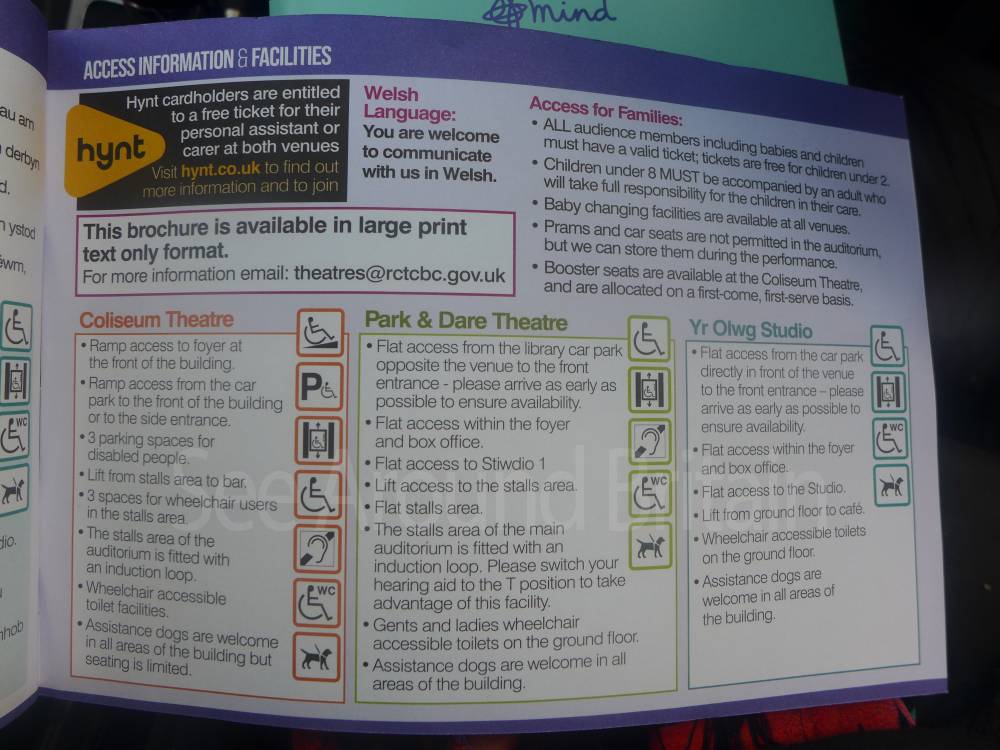 mind
au am
derbyn
d.
ystod
ewm,
dio.
nhob
WC
ACCESS INFORMATION & FACILITIES
hynt
Hynt cardholders are entitled
to a free ticket for their
personal assistant or
carer at both venues
Visit hynt.co.uk to find out
more information and to join
Welsh
Language:
You are welcome
to communicate
with us in Welsh.
This brochure is available in large print
text only format.
For more information email: theatres@rctcbc.gov.uk
Access for Families:
• ALL audience members including babies and children
must have a valid ticket; tickets are free for children under 2.
• Children under 8 MUST be accompanied by an adult who
will take full responsibility for the children in their care.
• Baby changing facilities are available at all venues.
• Prams and car seats are not permitted in the auditorium,
but we can store them during the performance.
• Booster seats are available at the Coliseum Theatre,
and are allocated on a first-come, first-serve basis.
Coliseum Theatre
• Ramp access to foyer at
the front of the building.
• Ramp access from the car
park to the front of the building
or to the side entrance.
• 3 parking spaces for
disabled people.
• Lift from stalls area to bar.
• 3 spaces for wheelchair users
in the stalls area.
• The stalls area of the
auditorium is fitted with
an induction loop.
• Wheelchair accessible
toilet facilities.
• Assistance dogs are welcome
in all areas of the building but
seating is limited.
P
WC
Park & Dare Theatre
• Flat access from the library car park
opposite the venue to the front
entrance - please arrive as early as
possible to ensure availability.
• Flat access within the foyer
and box office.
• Flat access to Stiwdio 1
• Lift access to the stalls area.
• Flat stalls area.
• The stalls area of the main
auditorium is fitted with an
induction loop. Please switch your
hearing aid to the T position to take
advantage of this facility.
• Gents and ladies wheelchair
accessible toilets on the ground floor.
• Assistance dogs are welcome in all
areas of the building.
WC
Yr Olwg Studio
• Flat access from the car park
directly in front of the venue
to the front entrance – please
arrive as early as possible to
ensure availability.
• Flat access within the foyer
and box office.
• Flat access to the Studio.
• Lift from ground floor to café.
• Wheelchair accessible toilets
on the ground floor.
• Assistance dogs are
welcome in all areas of
the building.
WC
See Around Britain